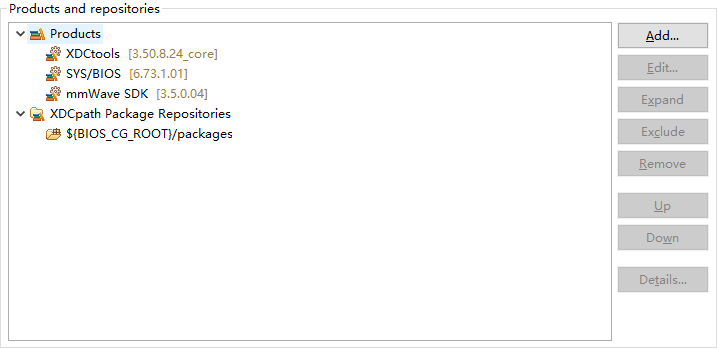 Products and repositories
Products
XDCtools [3.50.8.24_core]
SYS/BIOS [6.73.1.01]
mmWave SDK [3.5.0.04]
XDCpath Package Repositories
${BIOS_CG_ROOT}/packages
Add...
Edit...
Expand
Exclude
Remove
Up
Down
Details...